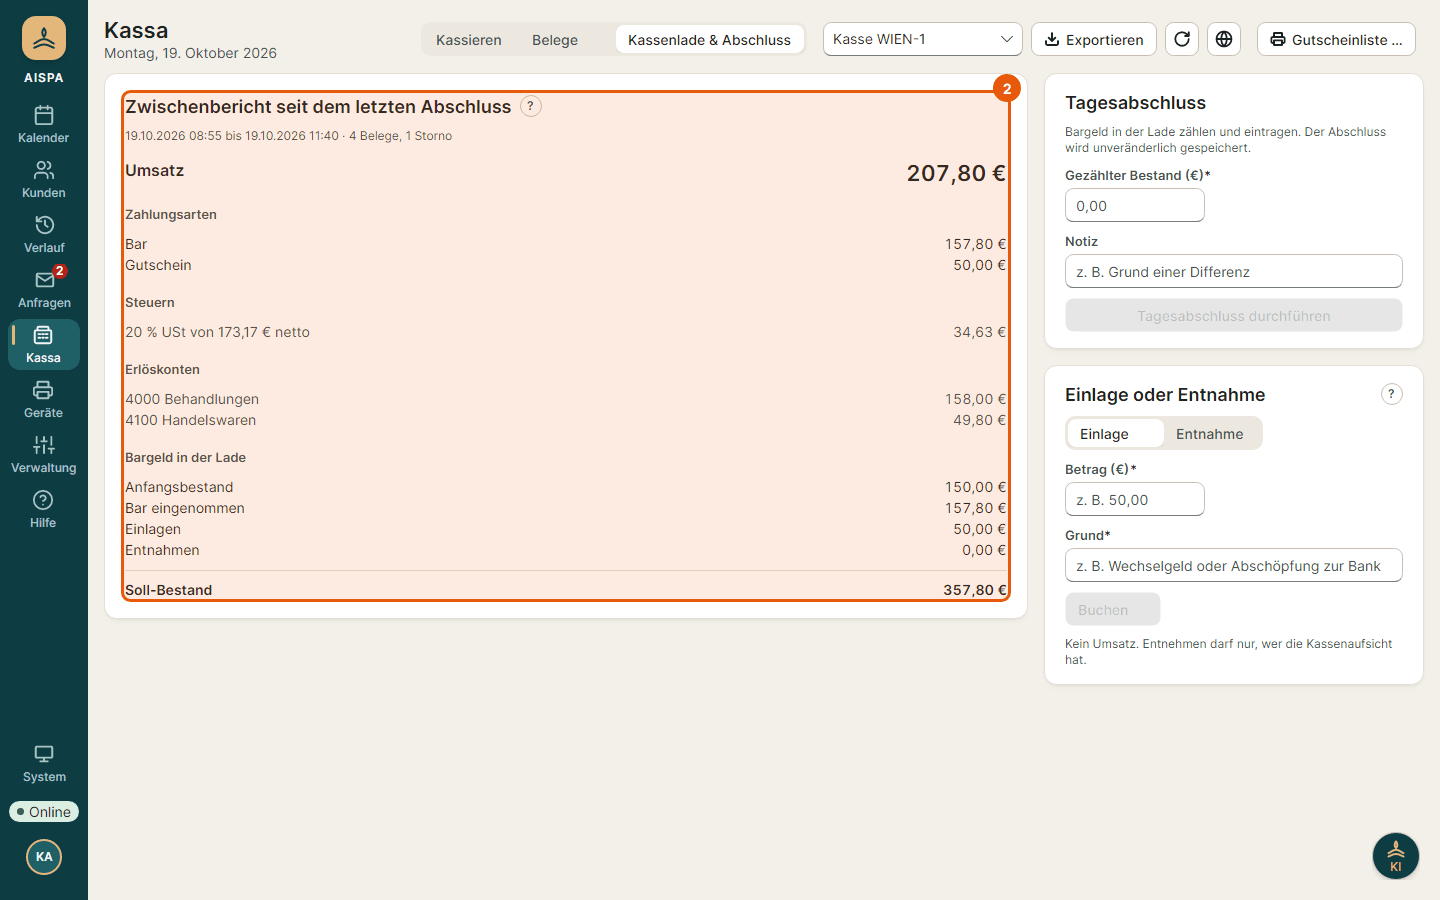 AISPA
Kalender
Kunden
Verlauf
2
Anfragen
Kassa
Geräte
Verwaltung
Hilfe
System
Online
KA
Kassa
Montag, 19. Oktober 2026
Kassieren
Belege
Kassenlade & Abschluss
Kasse WIEN-1
Exportieren
Gutscheinliste ...
2
Zwischenbericht seit dem letzten Abschluss ?
19.10.2026 08:55 bis 19.10.2026 11:40 · 4 Belege, 1 Storno
Umsatz 207,80 €
Zahlungsarten
Bar 157,80 €
Gutschein 50,00 €
Steuern
20 % USt von 173,17 € netto 34,63 €
Erlöskonten
4000 Behandlungen 158,00 €
4100 Handelswaren 49,80 €
Bargeld in der Lade
Anfangsbestand 150,00 €
Bar eingenommen 157,80 €
Einlagen 50,00 €
Entnahmen 0,00 €
Soll-Bestand 357,80 €
Tagesabschluss
Bargeld in der Lade zählen und eintragen. Der Abschluss
wird unveränderlich gespeichert.
Gezählter Bestand (€)*
0,00
Notiz
z. B. Grund einer Differenz
Tagesabschluss durchführen
Einlage oder Entnahme ?
Einlage Entnahme
Betrag (€)*
z. B. 50,00
Grund*
z. B. Wechselgeld oder Abschöpfung zur Bank
Buchen
Kein Umsatz. Entnehmen darf nur, wer die Kassenaufsicht
hat.
KI